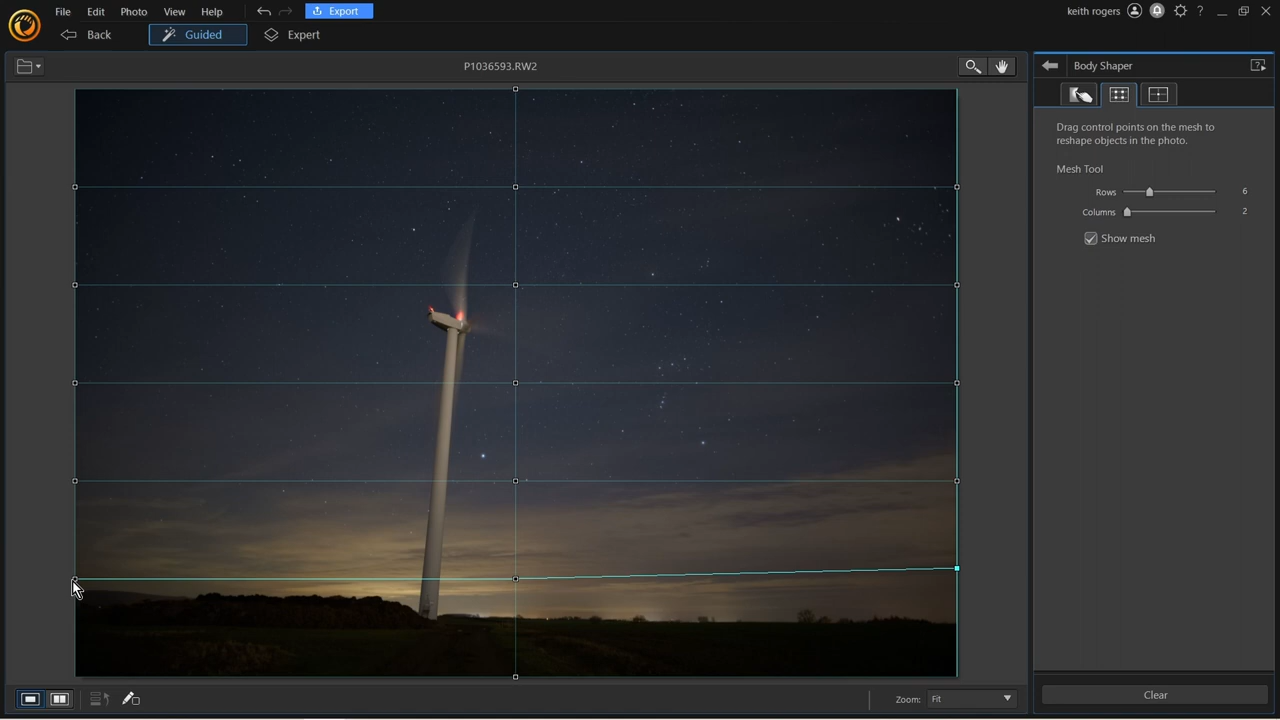 File Edit Photo View Help Export keith rogers ?
Back Guided Expert
P1036593.RW2
Body Shaper
Drag control points on the mesh to
reshape objects in the photo.
Mesh Tool
Rows 6
Columns 2
Show mesh
Zoom: Fit
Clear